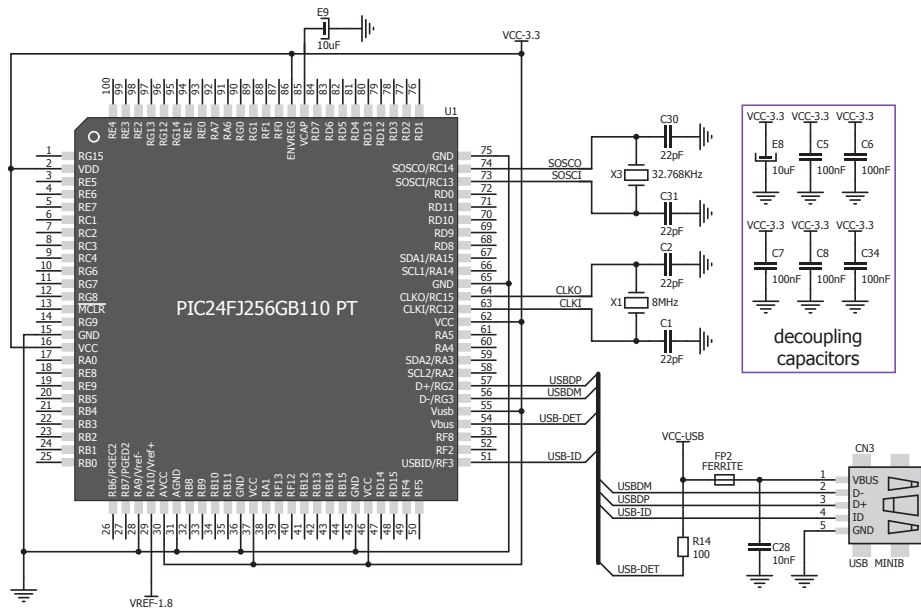 E9
10uF
VCC-3.3
100 99 98 97 96 95 94 93 92 91 90 89 88 87 86 85 84 83 82 81 80 79 78 77 76
RE4 RE3 RE2 RG13 RG12 RG14 RE1 RE0 RA7 RA6 RG0 RG1 RF1 RF0 ENVREG VCAP RD7 RD6 RD5 RD4 RD13 RD12 RD3 RD2 RD1
U1
1 RG15
2 VDD
3 RE5
4 RE6
5 RE7
6 RC1
7 RC2
8 RC3
9 RC4
10 RG6
11 RG7
12 RG8
13 MCLR
14 RG9
15 GND
16 VCC
17 RA0
18 RE8
19 RE9
20 RB5
21 RB4
22 RB3
23 RB2
24 RB1
25 RB0
PIC24FJ256GB110 PT
GND 75
SOSCO/RC14 74 SOSCO
SOSCI/RC13 73 SOSCI
RD0 72
RD11 71
RD10 70
RD9 69
RD8 68
SDA1/RA15 67
SCL1/RA14 66
GND 65
CLKO/RC15 64 CLKO
CLKI/RC12 63 CLKI
VCC 62
RA5 61
RA4 60
SDA2/RA3 59
SCL2/RA2 58
D+/RG2 57 USBDP
D-/RG3 56 USBDM
Vusb 55
Vbus 54 USB-DET
RF8 53
RF2 52
USBID/RF3 51 USB-ID
RB6/PGEC2 RB7/PGED2 RA9/Vref- RA10/Vref+ AVCC AGND RB8 RB9 RB10 RB11 GND VCC RA1 RF13 RF12 RB12 RB13 RB14 RB15 GND VCC RD14 RD15 RF4 RF5
26 27 28 29 30 31 32 33 34 35 36 37 38 39 40 41 42 43 44 45 46 47 48 49 50
VREF-1.8
C30
22pF
X3 32.768KHz
C31
22pF
C2
22pF
X1 8MHz
C1
22pF
VCC-3.3 VCC-3.3 VCC-3.3
E8 C5 C6
10uF 100nF 100nF
VCC-3.3 VCC-3.3 VCC-3.3
C7 C8 C34
100nF 100nF 100nF
decoupling
capacitors
VCC-USB
FP2
FERRITE
USBDM
USBDP
USB-ID
R14
100
USB-DET
C28
10nF
CN3
1 VBUS
2 D-
3 D+
4 ID
5 GND
USB MINIB